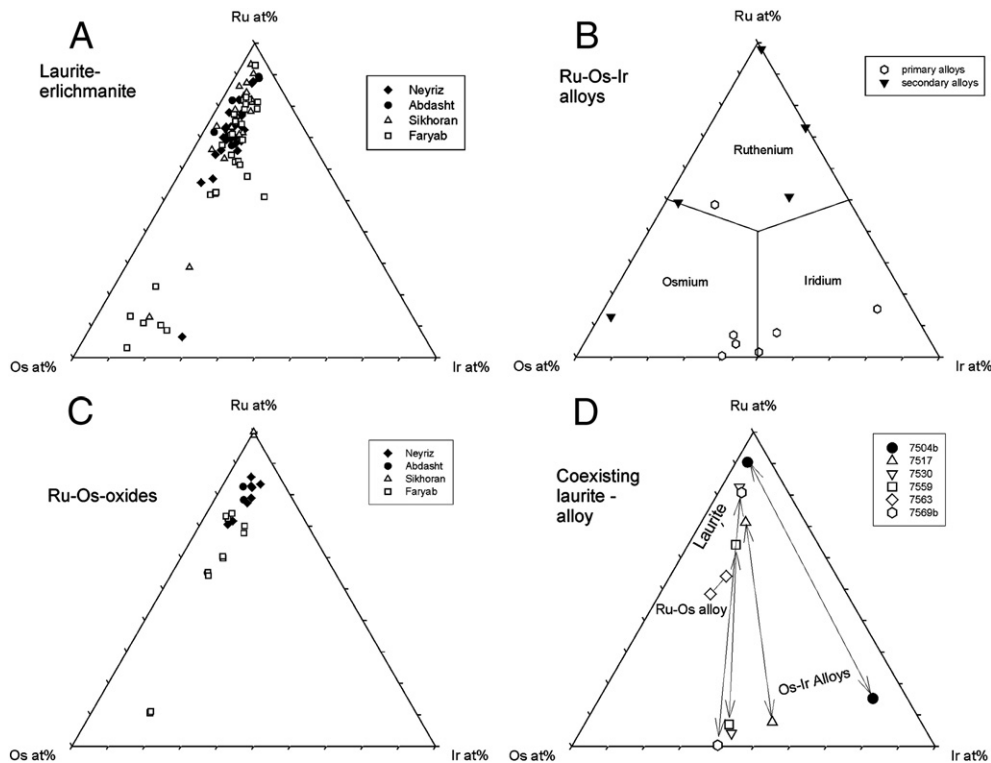 A
Ru at%
Laurite-
erlichmanite
Neyriz
Abdasht
Sikhoran
Faryab
Os at%
Ir at%
B
Ru at%
Ru-Os-Ir
alloys
primary alloys
secondary alloys
Ruthenium
Osmium
Iridium
Os at%
Ir at%
C
Ru at%
Ru-Os-oxides
Neyriz
Abdasht
Sikhoran
Faryab
Os at%
Ir at%
D
Ru at%
Coexisting
laurite -
alloy
7504b
7517
7530
7559
7563
7569b
Laurite
Ru-Os alloy
Os-Ir Alloys
Os at%
Ir at%